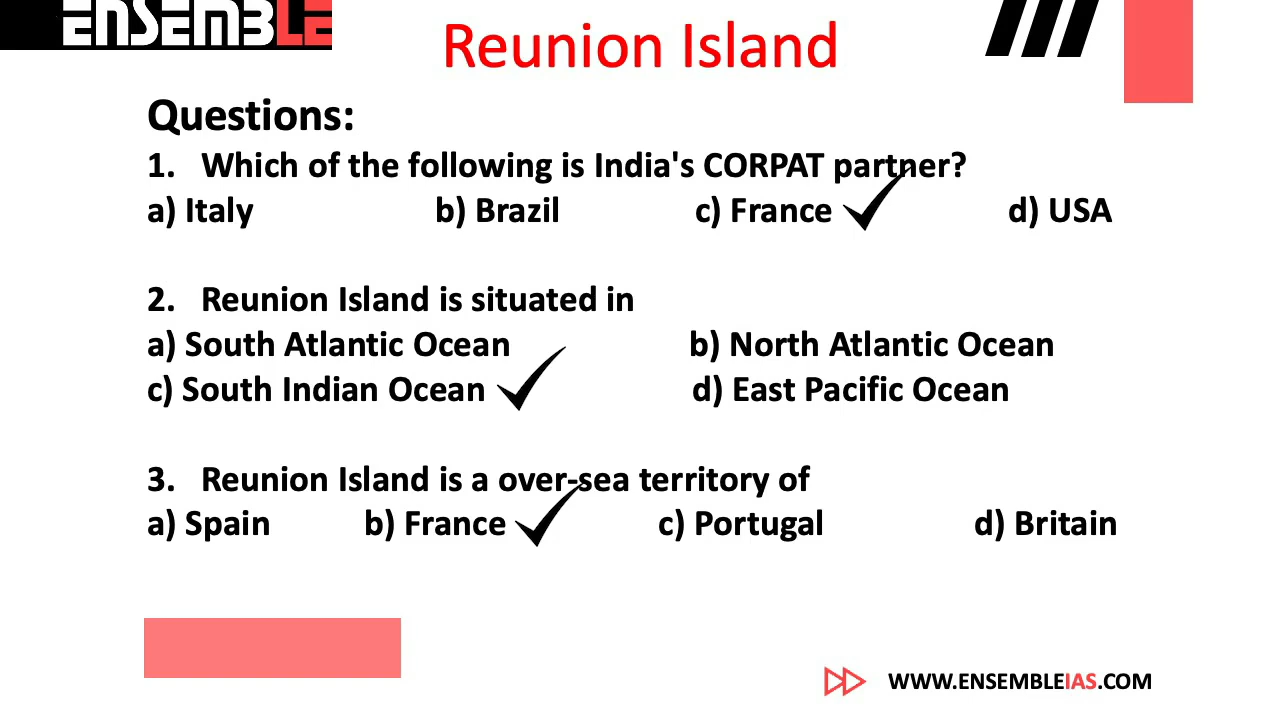 ENSEMBLE
Reunion Island
Questions:
1. Which of the following is India's CORPAT partner?
a) Italy b) Brazil c) France d) USA
2. Reunion Island is situated in
a) South Atlantic Ocean b) North Atlantic Ocean
c) South Indian Ocean d) East Pacific Ocean
3. Reunion Island is a over-sea territory of
a) Spain b) France c) Portugal d) Britain
WWW.ENSEMBLEIAS.COM